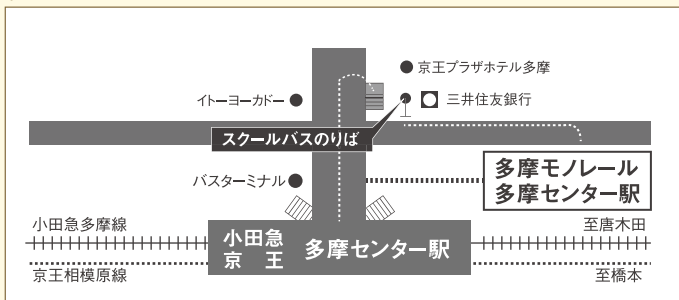 京王プラザホテル多摩
イトーヨーカドー
三井住友銀行
スクールバスのりば
バスターミナル
多摩モノレール
多摩センター駅
小田急多摩線
至唐木田
小田急
京 王
多摩センター駅
京王相模原線
至橋本